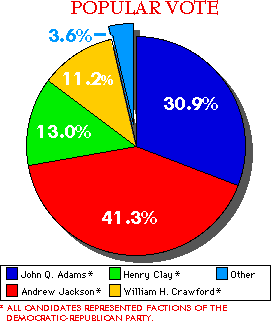 POPULAR VOTE
3.6%
11.2%
30.9%
13.0%
41.3%
John Q. Adams* Henry Clay* Other
Andrew Jackson* William H. Crawford*
* ALL CANDIDATES REPRESENTED FACTIONS OF THE
DEMOCRATIC-REPUBLICAN PARTY.